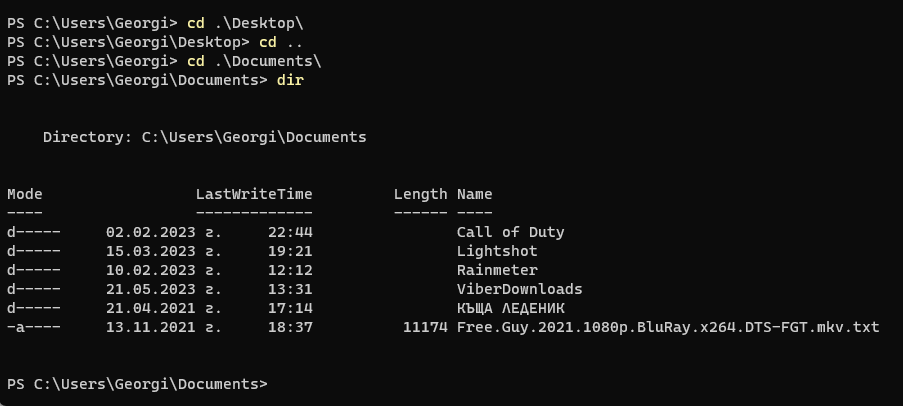 PS C:\Users\Georgi> cd .\Desktop\
PS C:\Users\Georgi\Desktop> cd ..
PS C:\Users\Georgi> cd .\Documents\
PS C:\Users\Georgi\Documents> dir
Directory: C:\Users\Georgi\Documents
Mode LastWriteTime Length Name
---- ------------- ------ ----
d----- 02.02.2023 г. 22:44 Call of Duty
d----- 15.03.2023 г. 19:21 Lightshot
d----- 10.02.2023 г. 12:12 Rainmeter
d----- 21.05.2023 г. 13:31 ViberDownloads
d----- 21.04.2021 г. 17:14 КЪЩА ЛЕДЕНИК
-a---- 13.11.2021 г. 18:37 11174 Free.Guy.2021.1080p.BluRay.x264.DTS-FGT.mkv.txt
PS C:\Users\Georgi\Documents>